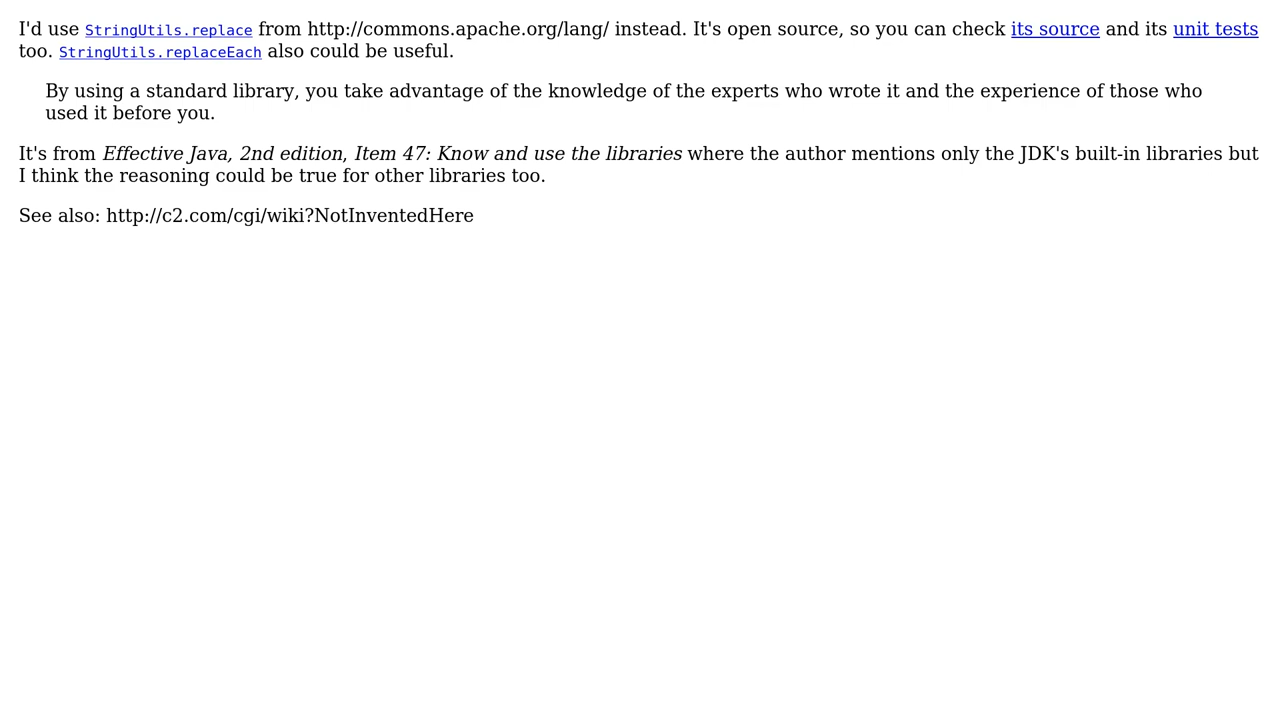 I'd use StringUtils.replace from http://commons.apache.org/lang/ instead. It's open source, so you can check its source and its unit tests
too. StringUtils.replaceEach also could be useful.
By using a standard library, you take advantage of the knowledge of the experts who wrote it and the experience of those who
used it before you.
It's from Effective Java, 2nd edition, Item 47: Know and use the libraries where the author mentions only the JDK's built-in libraries but
I think the reasoning could be true for other libraries too.
See also: http://c2.com/cgi/wiki?NotInventedHere